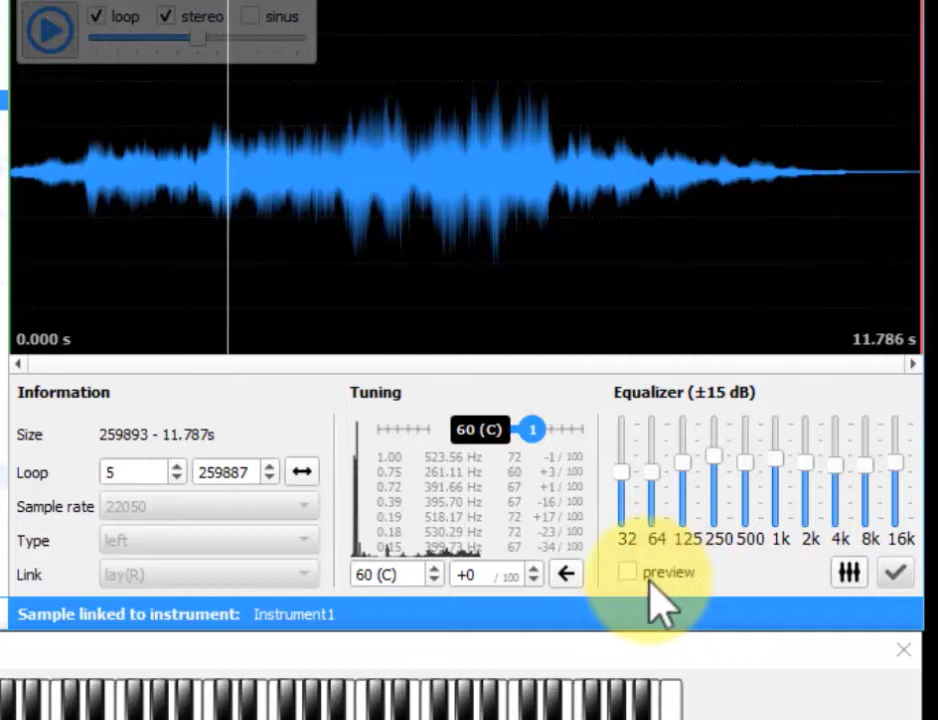 loop stereo sinus
0.000 s 11.786 s
Information Tuning Equalizer (±15 dB)
Size 259893 - 11.787s
60 (C) 1
1.00 523.56 Hz 72 -1/ 100
0.75 261.11 Hz 60 +3/ 100
Loop 5 259887
0.72 391.66 Hz 67 +1/ 100
0.39 395.70 Hz 67 -16/ 100
Sample rate 22050
0.19 518.17 Hz 72 +17/ 100
0.18 530.29 Hz 72 -23/ 100
Type left
0.15 399.73 Hz 67 -34/ 100
32 64 125 250 500 1k 2k 4k 8k 16k
Link lay(R)
60 (C) +0 / 100
preview
Sample linked to instrument: Instrument1